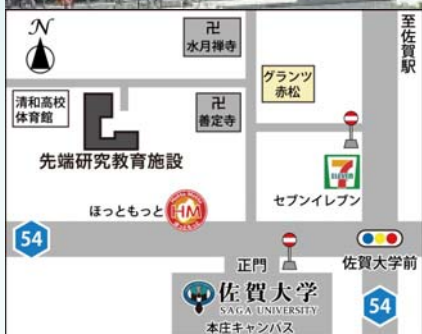 N
卍
水月禅寺
至佐賀駅
グランツ
赤松
清和高校
体育館
卍
善定寺
先端研究教育施設
7
ELEVEN
セブンイレブン
ほっともっと
HM
54
正門
佐賀大学前
佐賀大学
SAGA UNIVERSITY
本庄キャンパス
54